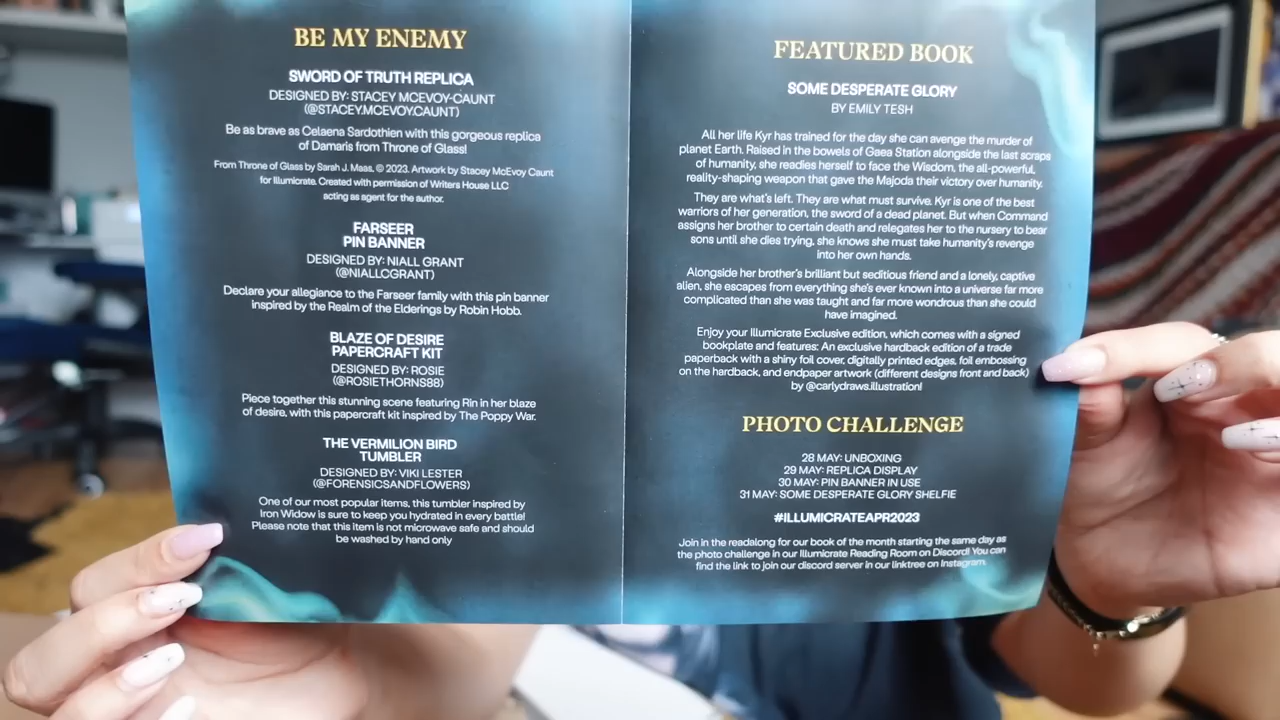 BE MY ENEMY
SWORD OF TRUTH REPLICA
DESIGNED BY: STACEY MCEVOY-CAUNT
(@STACEY.MCEVOY.CAUNT)
Be as brave as Celaena Sardothien with this gorgeous replica
of Damaris from Throne of Glass!
From Throne of Glass by Sarah J. Maas, © 2023. Artwork by Stacey McEvoy Caunt
for Illumicrate. Created with permission of Writers House LLC
acting as agent for the author.
FARSEER
PIN BANNER
DESIGNED BY: NIALL GRANT
(@NIALLCGRANT)
Declare your allegiance to the Farseer family with this pin banner
inspired by the Realm of the Elderings by Robin Hobb.
BLAZE OF DESIRE
PAPERCRAFT KIT
DESIGNED BY: ROSIE
(@ROSIETHORNS88)
Piece together this stunning scene featuring Rin in her blaze
of desire, with this papercraft kit inspired by The Poppy War.
THE VERMILION BIRD
TUMBLER
DESIGNED BY: VIKI LESTER
(@FORENSICSANDFLOWERS)
One of our most popular items, this tumbler inspired by
Iron Widow is sure to keep you hydrated in every battle!
Please note that this item is not microwave safe and should
be washed by hand only
FEATURED BOOK
SOME DESPERATE GLORY
BY EMILY TESH
All her life Kyr has trained for the day she can avenge the murder of
planet Earth. Raised in the bowels of Gaea Station alongside the last scraps
of humanity, she readies herself to face the Wisdom, the all-powerful,
reality-shaping weapon that gave the Majoda their victory over humanity.
They are what's left. They are what must survive. Kyr is one of the best
warriors of her generation, the sword of a dead planet. But when Command
assigns her brother to certain death and relegates her to the nursery to bear
sons until she dies trying, she knows she must take humanity's revenge
into her own hands.
Alongside her brother's brilliant but seditious friend and a lonely, captive
alien, she escapes from everything she's ever known into a universe far more
complicated than she was taught and far more wondrous than she could
have imagined.
Enjoy your Illumicrate Exclusive edition, which comes with a signed
bookplate and features: An exclusive hardback edition of a trade
paperback with a shiny foil cover, digitally printed edges, foil embossing
on the hardback, and endpaper artwork (different designs front and back)
by @carlydraws.illustration!
PHOTO CHALLENGE
28 MAY: UNBOXING
29 MAY: REPLICA DISPLAY
30 MAY: PIN BANNER IN USE
31 MAY: SOME DESPERATE GLORY SHELFIE
#ILLUMICRATEAPR2023
Join in the readalong for our book of the month starting the same day as
the photo challenge in our Illumicrate Reading Room on Discord! You can
find the link to join our discord server in our linktree on Instagram.